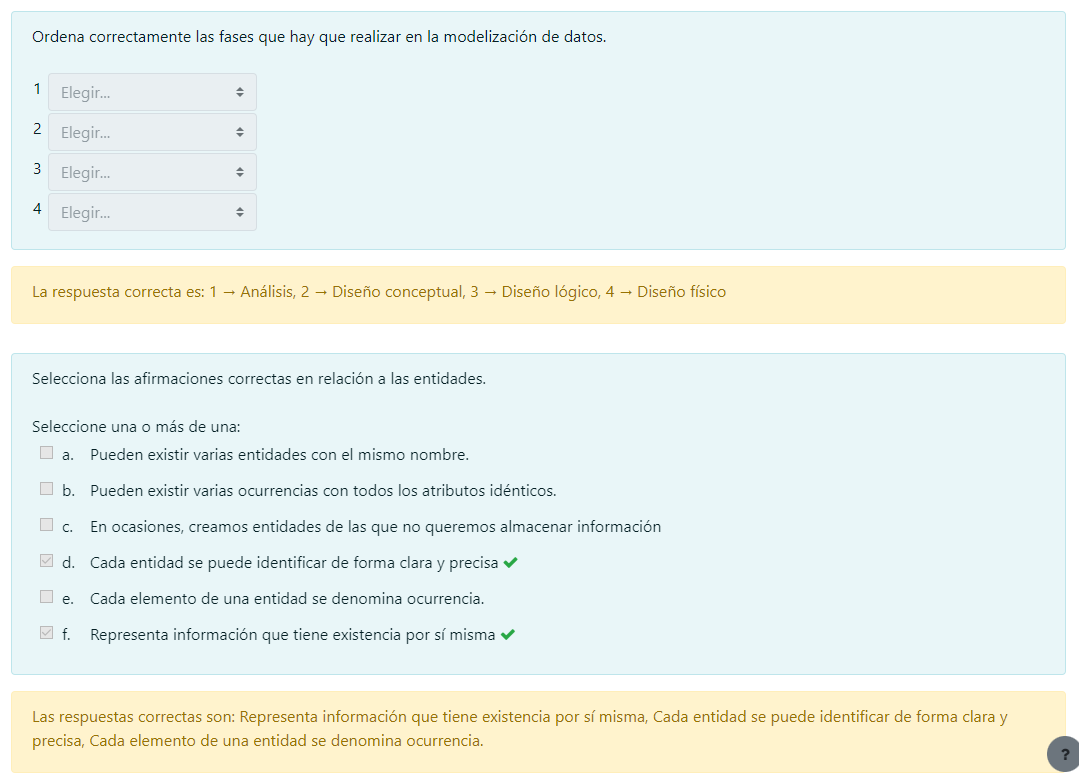 Ordena correctamente las fases que hay que realizar en la modelización de datos.
1 Elegir...
2 Elegir...
3 Elegir...
4 Elegir...
La respuesta correcta es: 1 → Análisis, 2 → Diseño conceptual, 3 → Diseño lógico, 4 → Diseño físico
Selecciona las afirmaciones correctas en relación a las entidades.
Seleccione una o más de una:
a. Pueden existir varias entidades con el mismo nombre.
b. Pueden existir varias ocurrencias con todos los atributos idénticos.
c. En ocasiones, creamos entidades de las que no queremos almacenar información
d. Cada entidad se puede identificar de forma clara y precisa
e. Cada elemento de una entidad se denomina ocurrencia.
f. Representa información que tiene existencia por sí misma
Las respuestas correctas son: Representa información que tiene existencia por sí misma, Cada entidad se puede identificar de forma clara y
precisa, Cada elemento de una entidad se denomina ocurrencia.
?